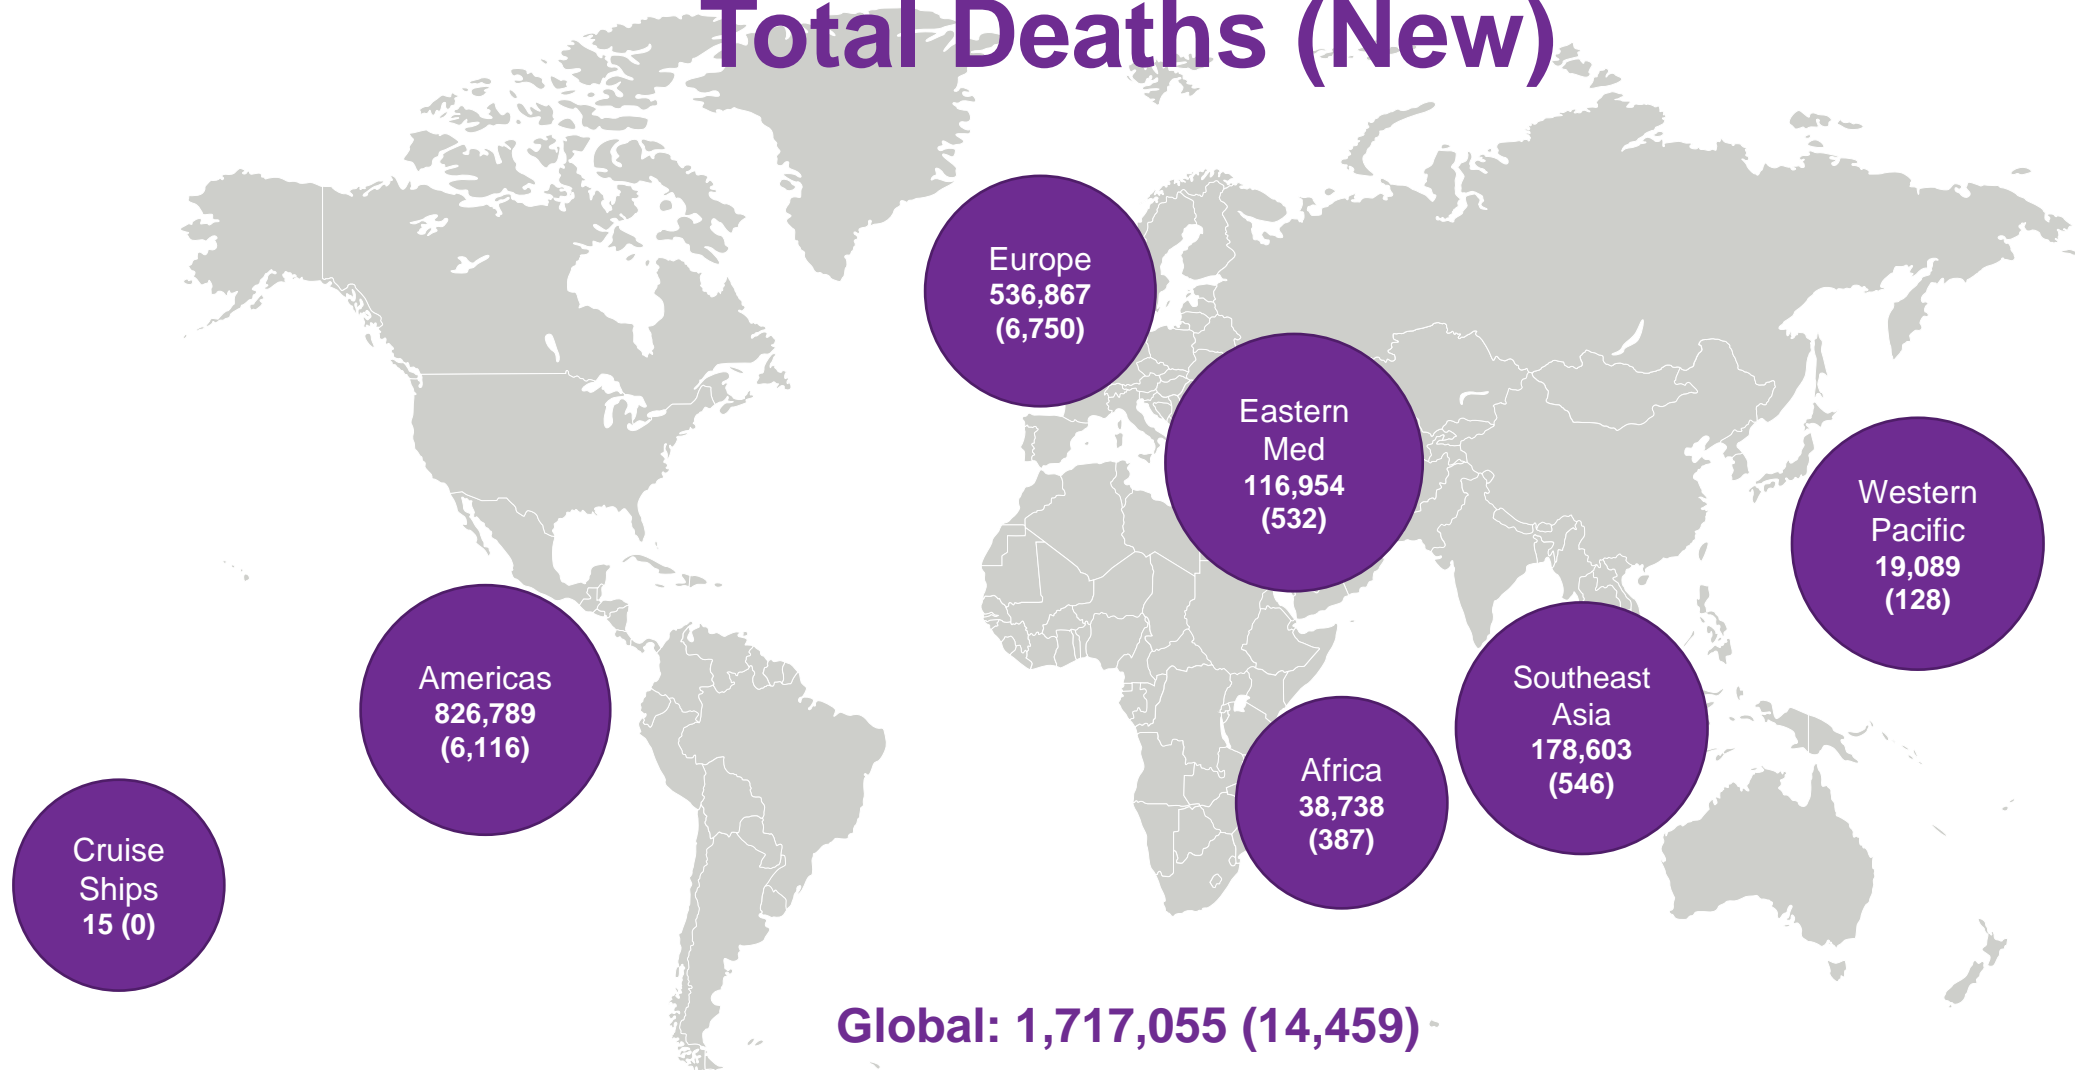 Total Deaths (New)
Europe
536,867
(6,750)
Eastern
Med
116,954
(532)
Western
Pacific
19,089
(128)
Americas
826,789
(6,116)
Southeast
Asia
178,603
(546)
Africa
38,738
(387)
Cruise
Ships
15 (0)
Global: 1,717,055 (14,459)